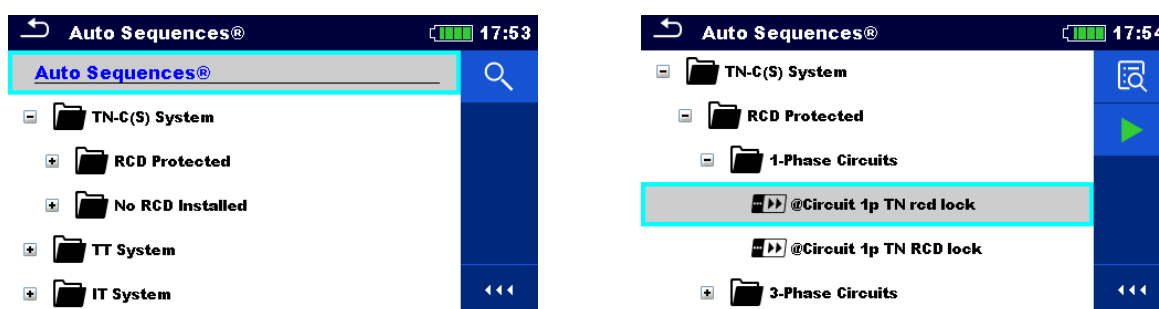 Auto Sequences® 17:53
Auto Sequences®
TN-C(S) System
RCD Protected
No RCD Installed
TT System
IT System
Auto Sequences® 17:54
TN-C(S) System
RCD Protected
1-Phase Circuits
@Circuit 1p TN rcd lock
@Circuit 1p TN RCD lock
3-Phase Circuits